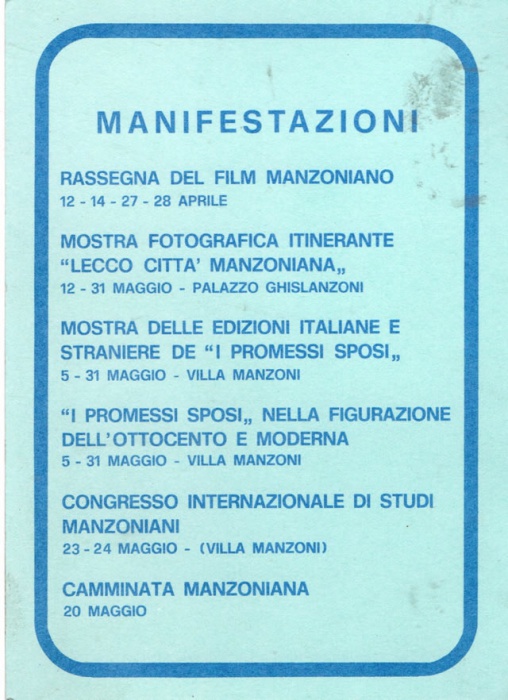 MANIFESTAZIONI
RASSEGNA DEL FILM MANZONIANO
12 - 14 - 27 - 28 APRILE
MOSTRA FOTOGRAFICA ITINERANTE
“LECCO CITTA' MANZONIANA„
12 - 31 MAGGIO - PALAZZO GHISLANZONI
MOSTRA DELLE EDIZIONI ITALIANE E
STRANIERE DE “I PROMESSI SPOSI„
5 - 31 MAGGIO - VILLA MANZONI
“I PROMESSI SPOSI„ NELLA FIGURAZIONE
DELL'OTTOCENTO E MODERNA
5 - 31 MAGGIO - VILLA MANZONI
CONGRESSO INTERNAZIONALE DI STUDI
MANZONIANI
23 - 24 MAGGIO - (VILLA MANZONI)
CAMMINATA MANZONIANA
20 MAGGIO